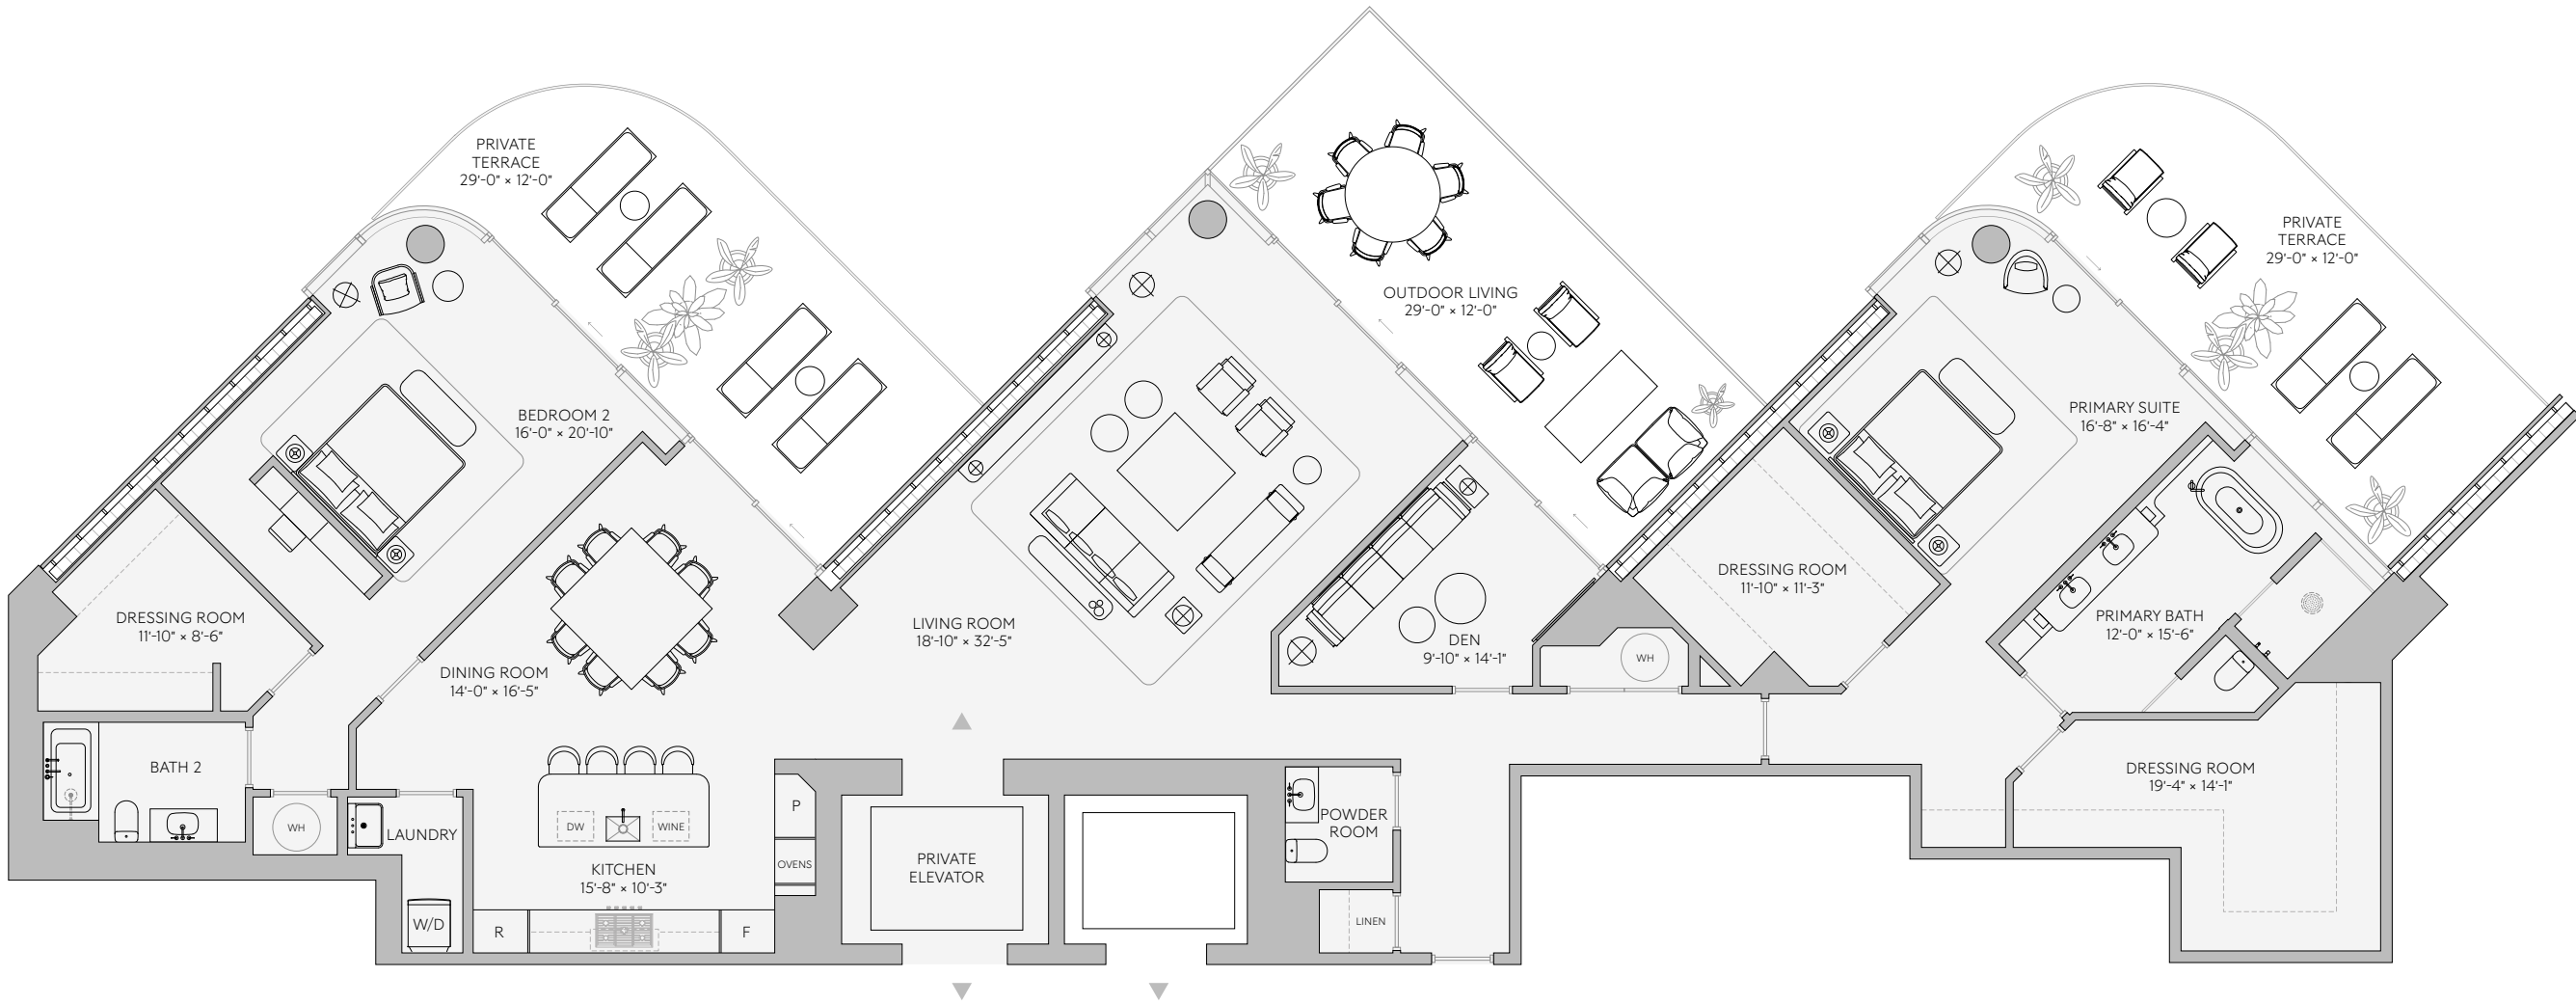 PRIVATE
TERRACE
29'-0" × 12'-0"
OUTDOOR LIVING
29'-0" × 12'-0"
PRIVATE
TERRACE
29'-0" × 12'-0"
BEDROOM 2
16'-0" × 20'-10"
PRIMARY SUITE
16'-8" × 16'-4"
DRESSING ROOM
11'-10" × 8'-6"
DINING ROOM
14'-0" × 16'-5"
LIVING ROOM
18'-10" × 32'-5"
DEN
9'-10" × 14'-1"
WH
DRESSING ROOM
11'-10" × 11'-3"
PRIMARY BATH
12'-0" × 15'-6"
BATH 2
WH
LAUNDRY
W/D
DW
WINE
KITCHEN
15'-8" × 10'-3"
R
F
P
OVENS
PRIVATE
ELEVATOR
POWDER
ROOM
LINEN
DRESSING ROOM
19'-4" × 14'-1"